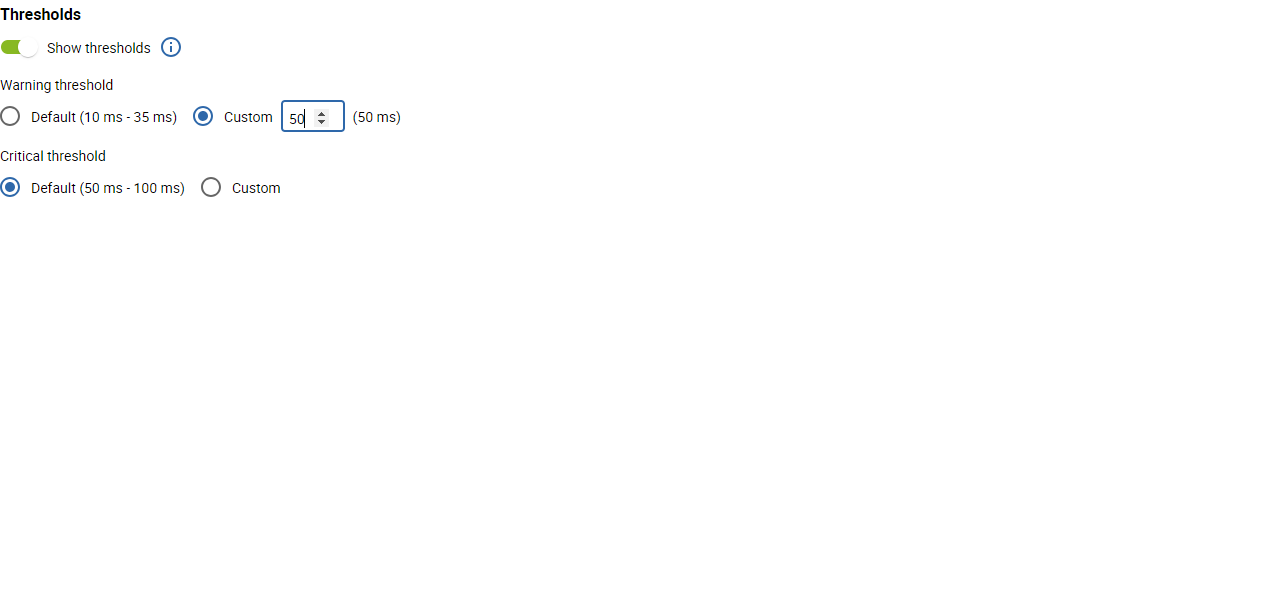 Thresholds
Show thresholds
Warning threshold
Default (10 ms - 35 ms) Custom 50 (50 ms)
Critical threshold
Default (50 ms - 100 ms) Custom